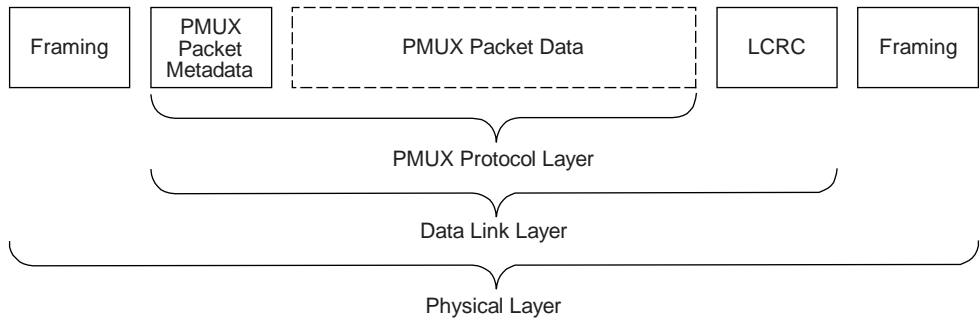 Framing
PMUX
Packet
Metadata
PMUX Packet Data
LCRC
Framing
PMUX Protocol Layer
Data Link Layer
Physical Layer